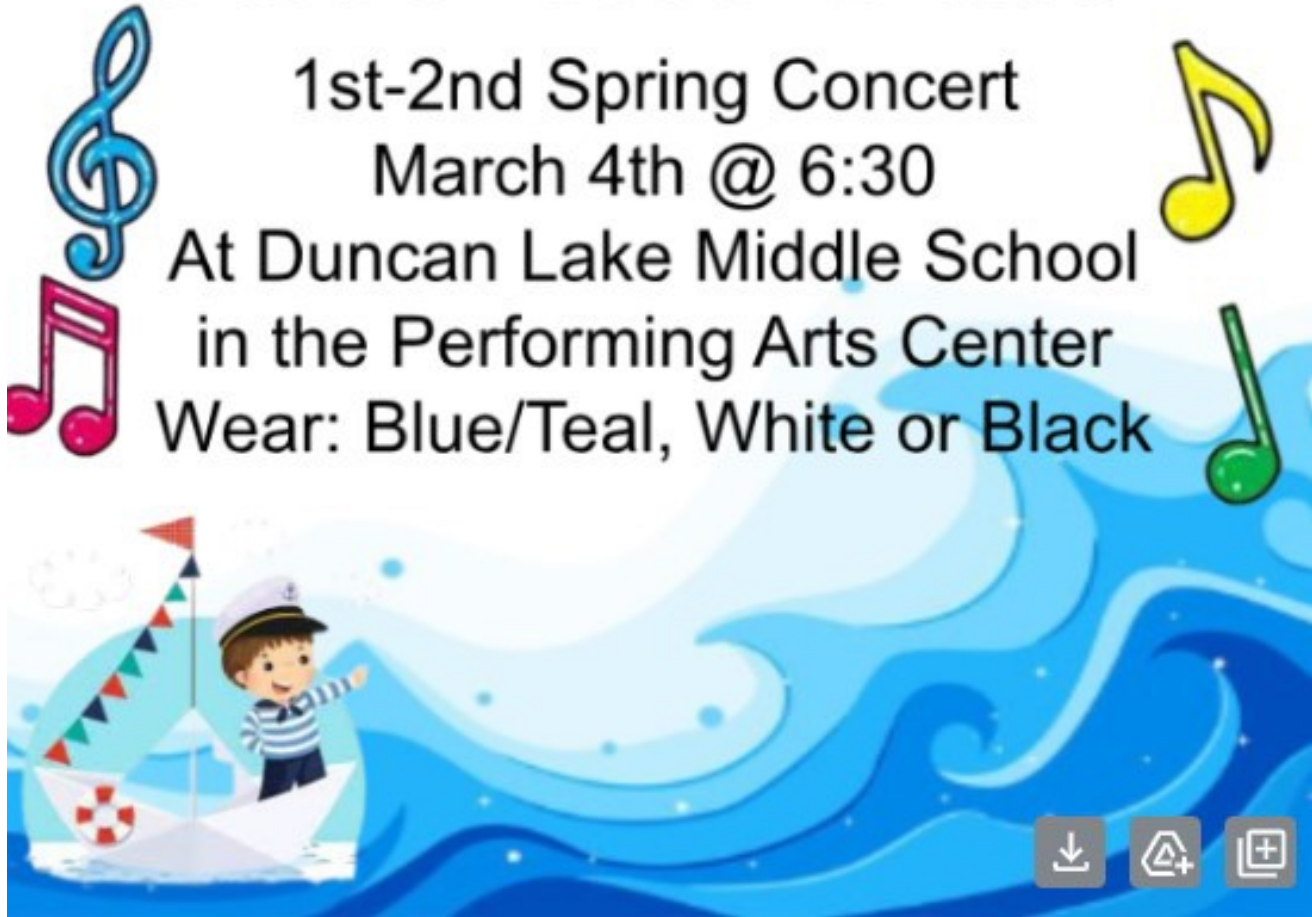 1st-2nd Spring Concert
March 4th @ 6:30
At Duncan Lake Middle School
in the Performing Arts Center
Wear: Blue/Teal, White or Black